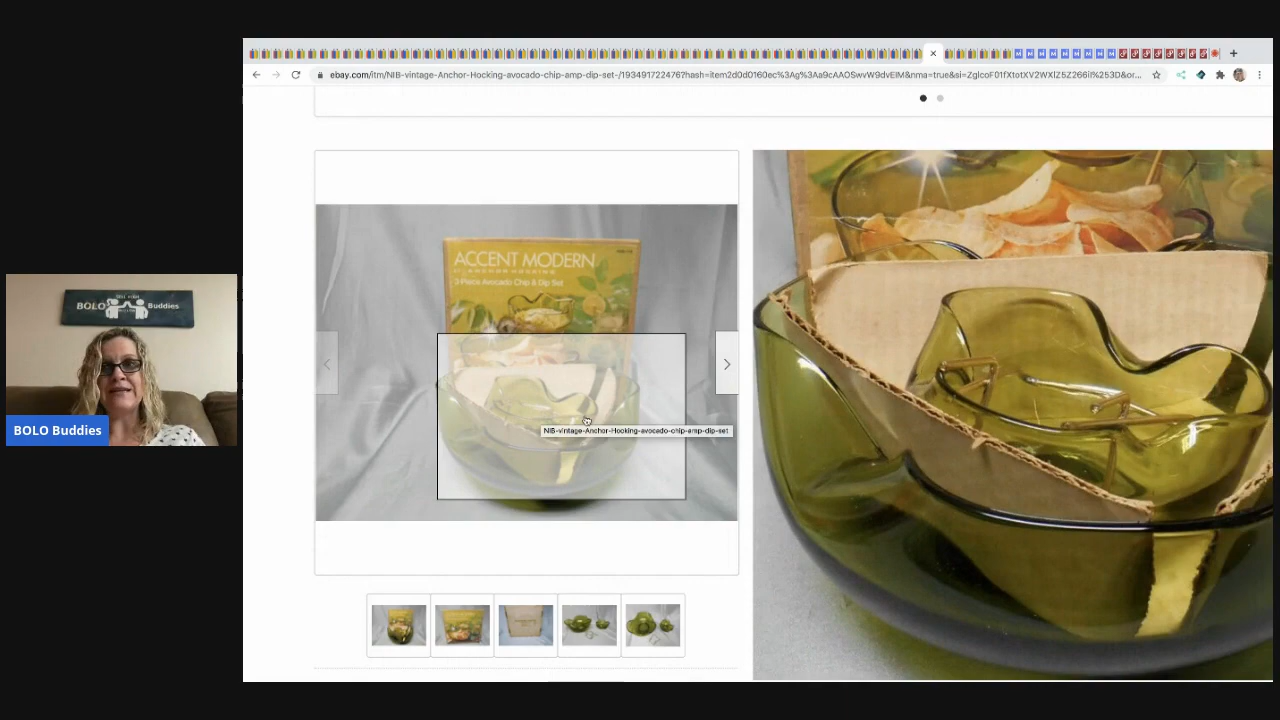 ebay.com/itm/NIB-vintage-Anchor-Hocking-avocado-chip-amp-dip-set-/193491722476?hash=item2d0d0160ec%3Ag%3Aa9cAAOSwvW9dvEIM&nma=true&si=ZglcoF01fXtotXV2WXlZ5Z266iI%253D&or...
ACCENT MODERN
BY ANCHOR HOCKING
3 Piece Avocado Chip & Dip Set
NIB-vintage-Anchor-Hocking-avocado-chip-amp-dip-set
BOLO Buddies
BOLO Buddies